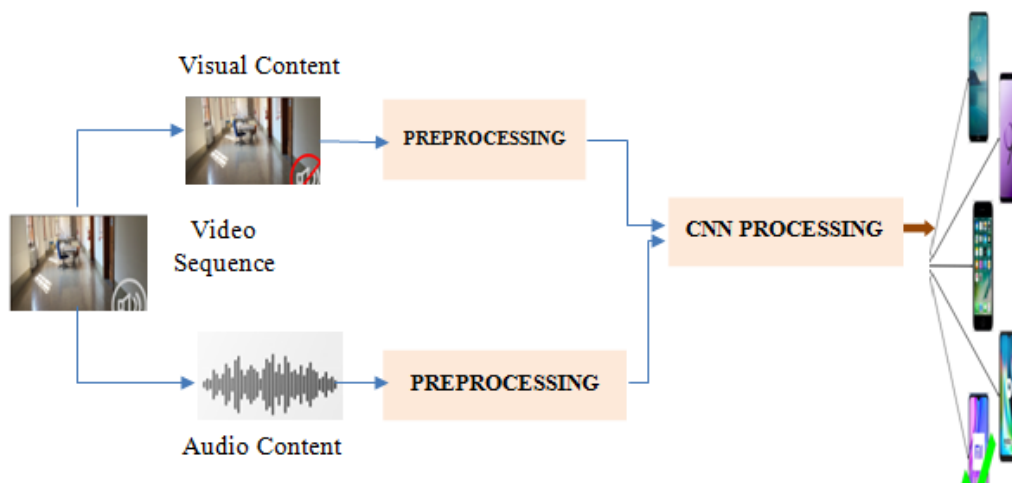 Visual Content
PREPROCESSING
Video
Sequence
CNN PROCESSING
PREPROCESSING
Audio Content